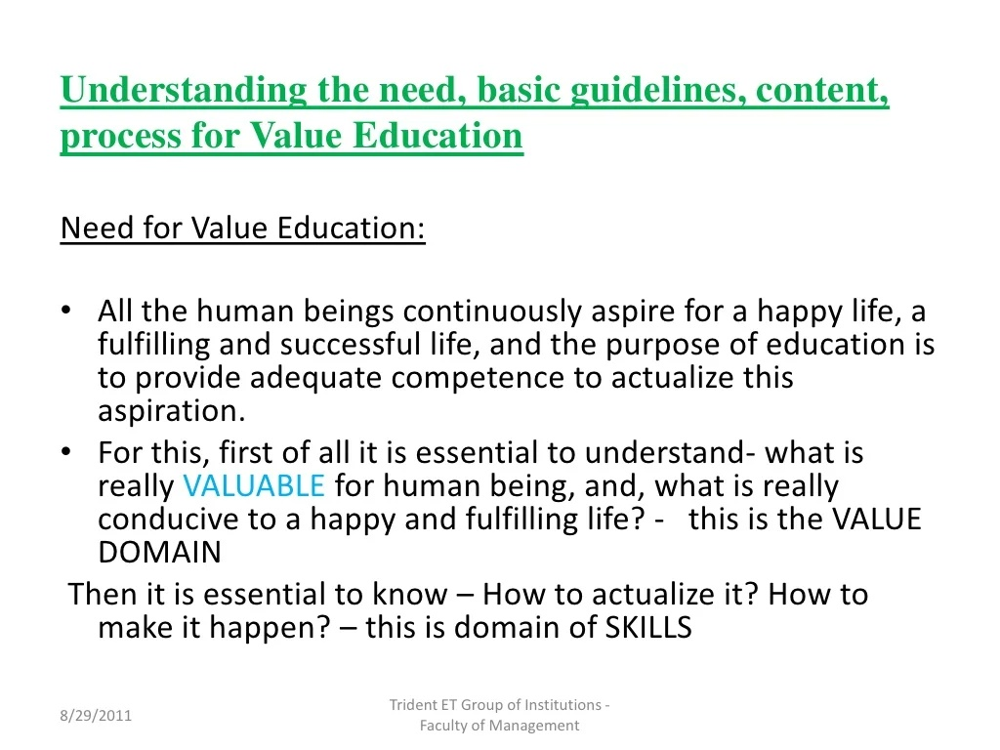 Understanding the need, basic guidelines, content,
process for Value Education
Need for Value Education:
• All the human beings continuously aspire for a happy life, a
fulfilling and successful life, and the purpose of education is
to provide adequate competence to actualize this
aspiration.
• For this, first of all it is essential to understand- what is
really VALUABLE for human being, and, what is really
conducive to a happy and fulfilling life? - this is the VALUE
DOMAIN
Then it is essential to know – How to actualize it? How to
make it happen? – this is domain of SKILLS
8/29/2011
Trident ET Group of Institutions -
Faculty of Management